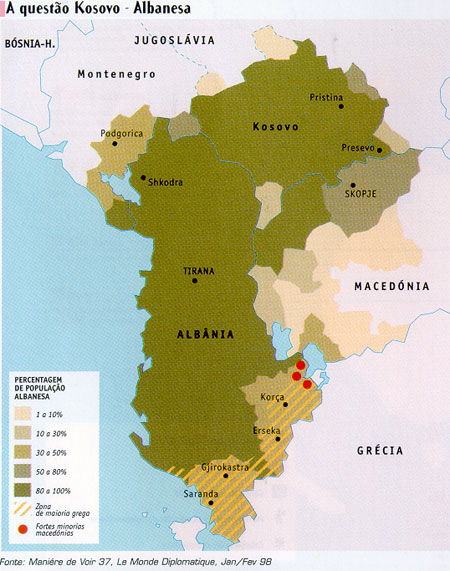 A questão Kosovo - Albanesa
BÓSNIA-H.
JUGOSLÁVIA
Montenegro
Pristina
Kosovo
Podgorica
Presevo
Shkodra
SKOPJE
TIRANA
MACEDÓNIA
ALBÂNIA
PERCENTAGEM
DE POPULAÇÃO
ALBANESA
1 a 10%
10 a 30%
30 a 50%
50 a 80%
80 a 100%
Zona
de maioria grega
Fortes minorias
macedónias
Korça
Erseka
GRÉCIA
Gjirokastra
Saranda
Fonte: Manière de Voir 37, Le Monde Diplomatique, Jan/Fev 98